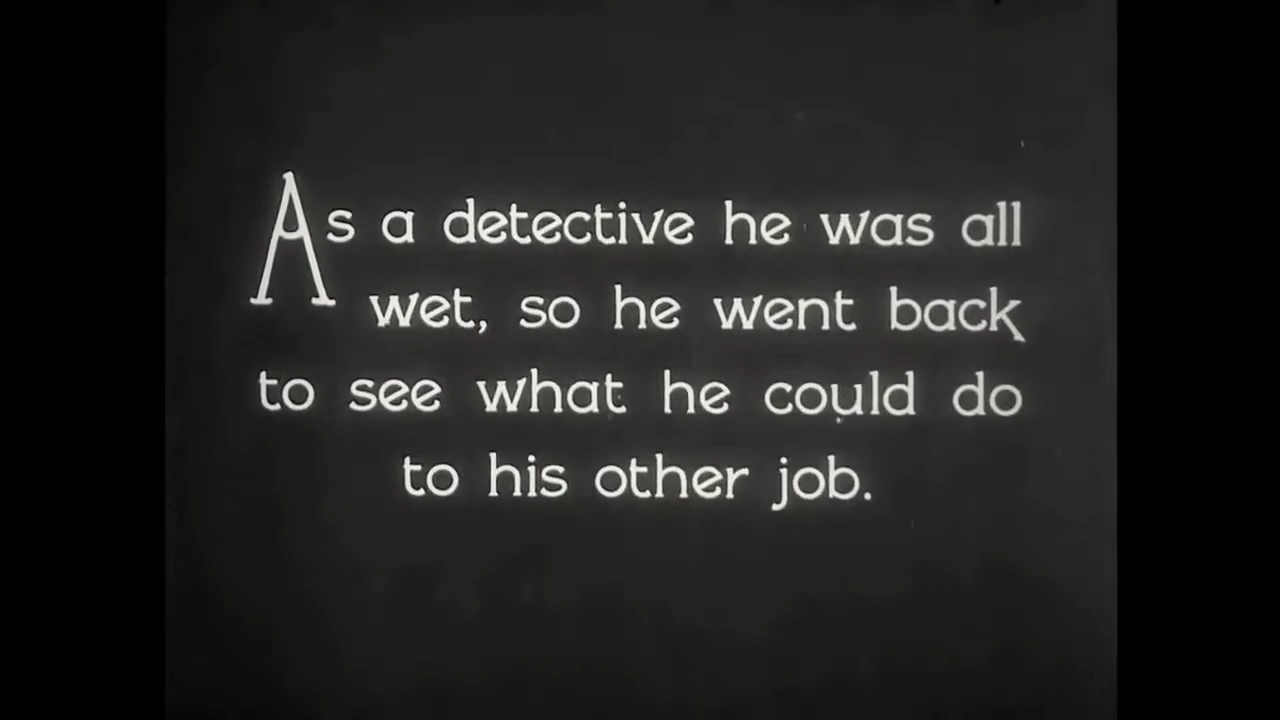 As a detective he was all
wet, so he went back
to see what he could do
to his other job.